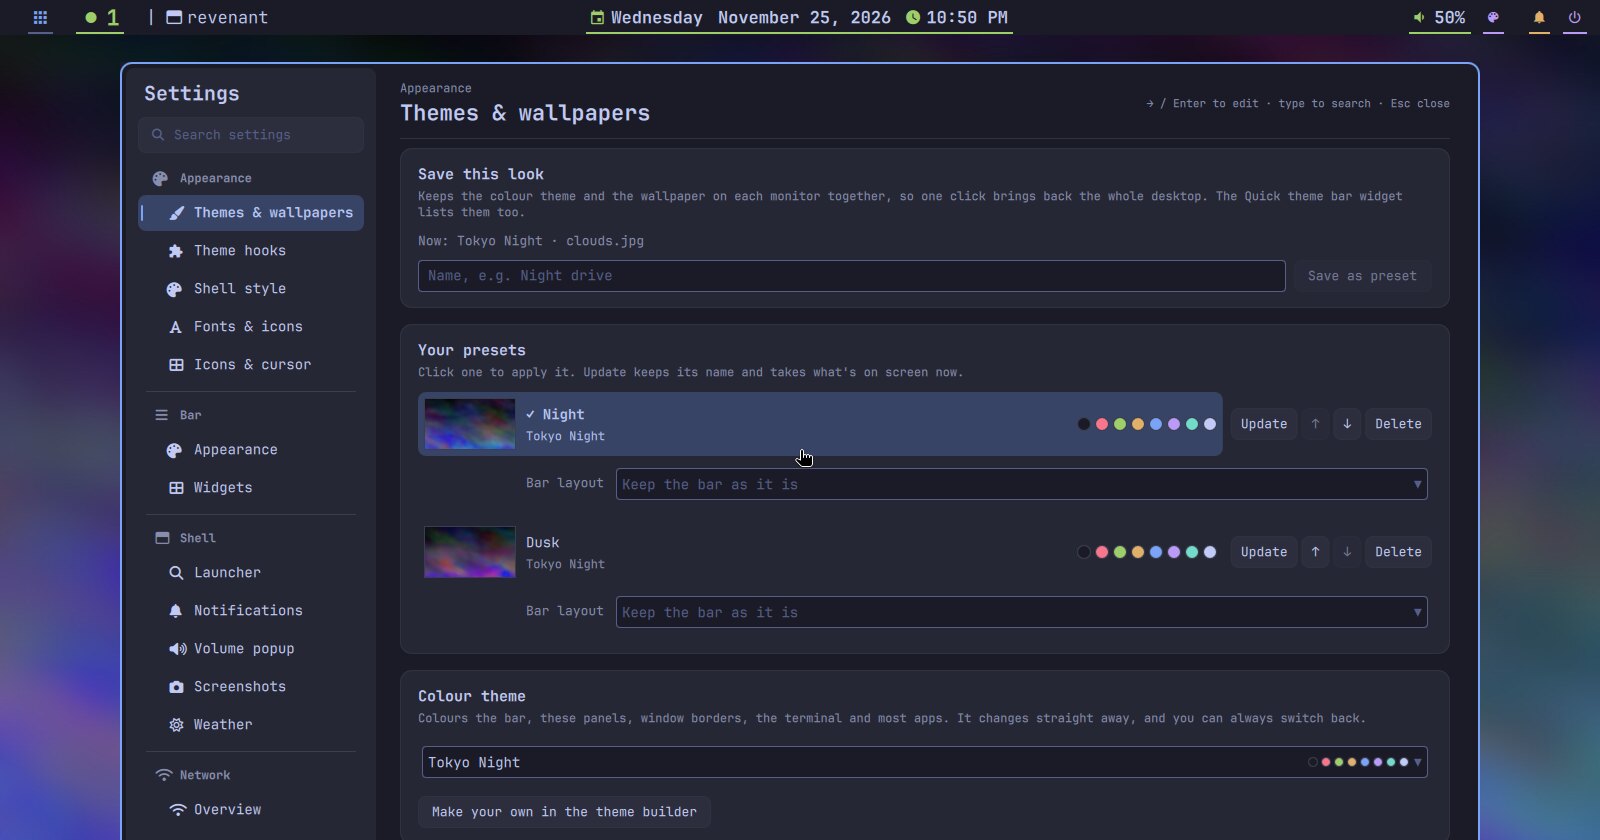 1 | revenant
Wednesday November 25, 2026 10:50 PM
50%
Settings
Search settings
Appearance
Themes & wallpapers
Theme hooks
Shell style
Fonts & icons
Icons & cursor
Bar
Appearance
Widgets
Shell
Launcher
Notifications
Volume popup
Screenshots
Weather
Network
Overview
Appearance
Themes & wallpapers
→ / Enter to edit · type to search · Esc close
Save this look
Keeps the colour theme and the wallpaper on each monitor together, so one click brings back the whole desktop. The Quick theme bar widget
lists them too.
Now: Tokyo Night · clouds.jpg
Name, e.g. Night drive
Save as preset
Your presets
Click one to apply it. Update keeps its name and takes what's on screen now.
✓ Night
Tokyo Night
Update ↑ ↓ Delete
Bar layout
Keep the bar as it is
Dusk
Tokyo Night
Update ↑ ↓ Delete
Bar layout
Keep the bar as it is
Colour theme
Colours the bar, these panels, window borders, the terminal and most apps. It changes straight away, and you can always switch back.
Tokyo Night
Make your own in the theme builder